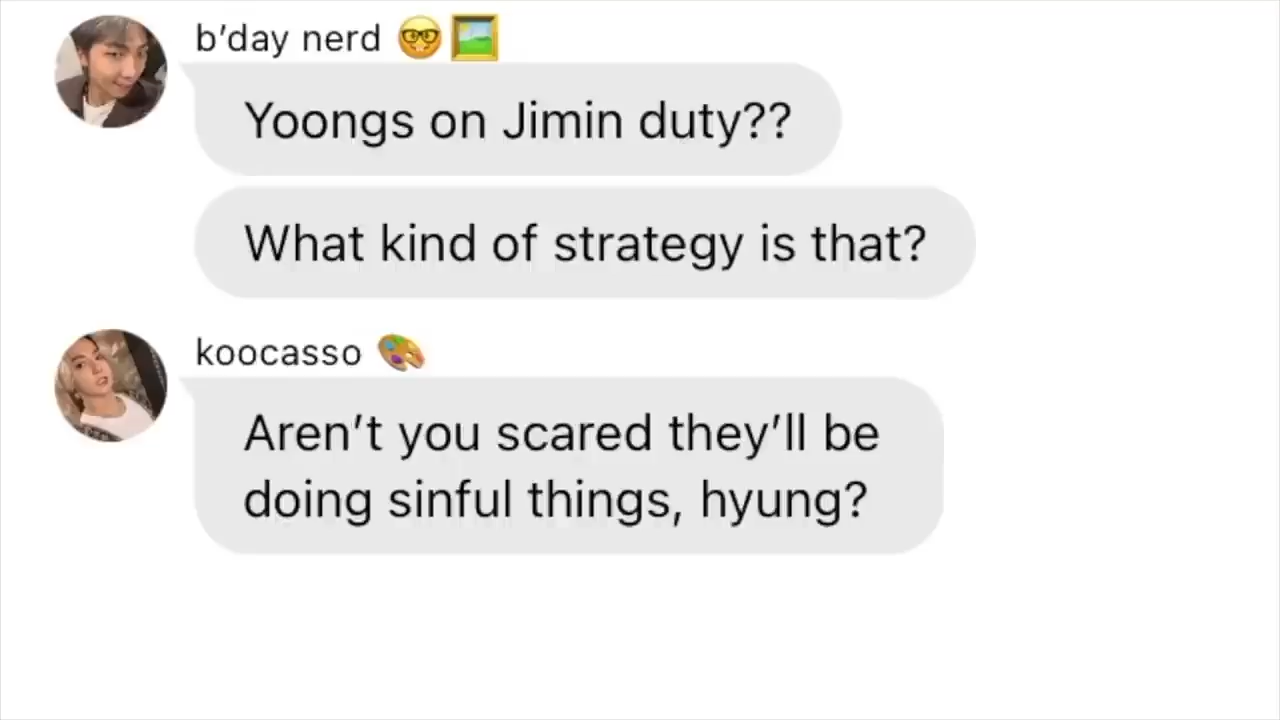 b’day nerd 🤓🖼️
Yoongs on Jimin duty??
What kind of strategy is that?
koocasso 🎨
Aren’t you scared they’ll be
doing sinful things, hyung?